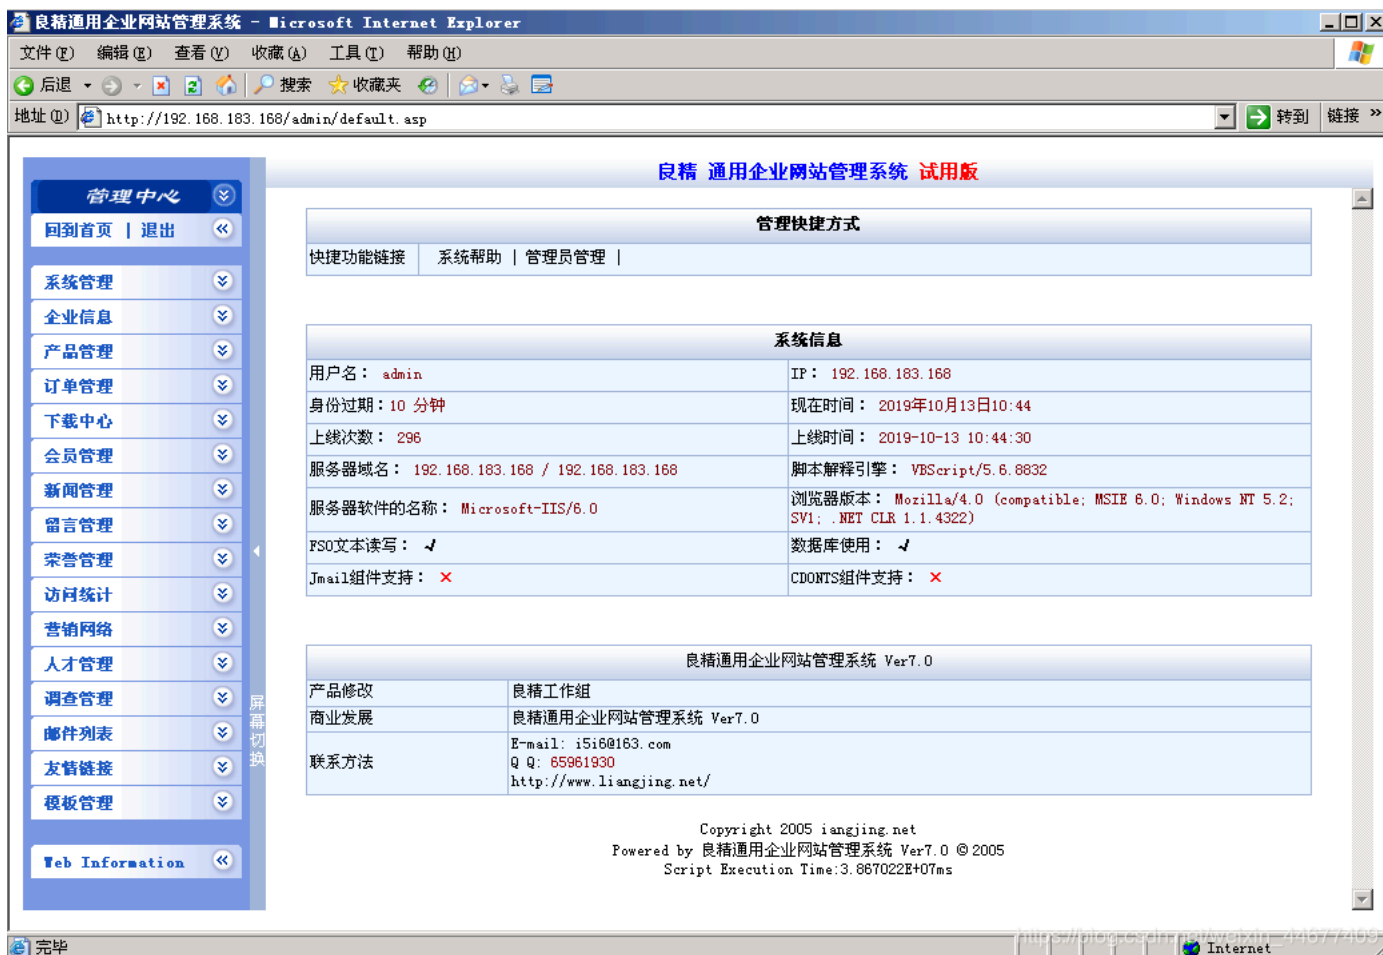 良精通用企业网站管理系统 - Microsoft Internet Explorer
文件(F) 编辑(E) 查看(V) 收藏(A) 工具(T) 帮助(H)
后退 搜索 收藏夹
地址(D) http://192.168.183.168/admin/default.asp 转到 链接 »
良精 通用企业网站管理系统 试用版
管理中心
回到首页 | 退出
系统管理
企业信息
产品管理
订单管理
下载中心
会员管理
新闻管理
留言管理
荣誉管理
访问统计
营销网络
人才管理
调查管理
邮件列表
友情链接
模板管理
Web Information
屏幕切换
管理快捷方式
快捷功能链接 系统帮助 | 管理员管理 |
系统信息
用户名： admin IP： 192.168.183.168
身份过期：10 分钟 现在时间： 2019年10月13日10:44
上线次数： 296 上线时间： 2019-10-13 10:44:30
服务器域名： 192.168.183.168 / 192.168.183.168 脚本解释引擎： VBScript/5.6.8832
服务器软件的名称： Microsoft-IIS/6.0 浏览器版本： Mozilla/4.0 (compatible; MSIE 6.0; Windows NT 5.2;
SV1; .NET CLR 1.1.4322)
FSO文本读写： √ 数据库使用： √
Jmail组件支持： × CDONTS组件支持： ×
良精通用企业网站管理系统 Ver7.0
产品修改 良精工作组
商业发展 良精通用企业网站管理系统 Ver7.0
联系方法 E-mail: i5i6@163.com
Q Q: 65961930
http://www.liangjing.net/
Copyright 2005 iangjing.net
Powered by 良精通用企业网站管理系统 Ver7.0 ©2005
Script Execution Time:3.867022E+07ms
完毕 Internet
https://blog.csdn.net/weixin_44677409